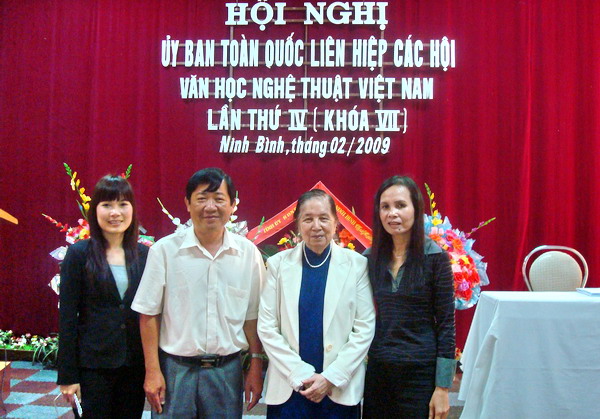 HỘI NGHỊ
ỦY BAN TOÀN QUỐC LIÊN HIỆP CÁC HỘI
VĂN HỌC NGHỆ THUẬT VIỆT NAM
LẦN THỨ IV ( KHÓA VII )
Ninh Bình, tháng 02/2009